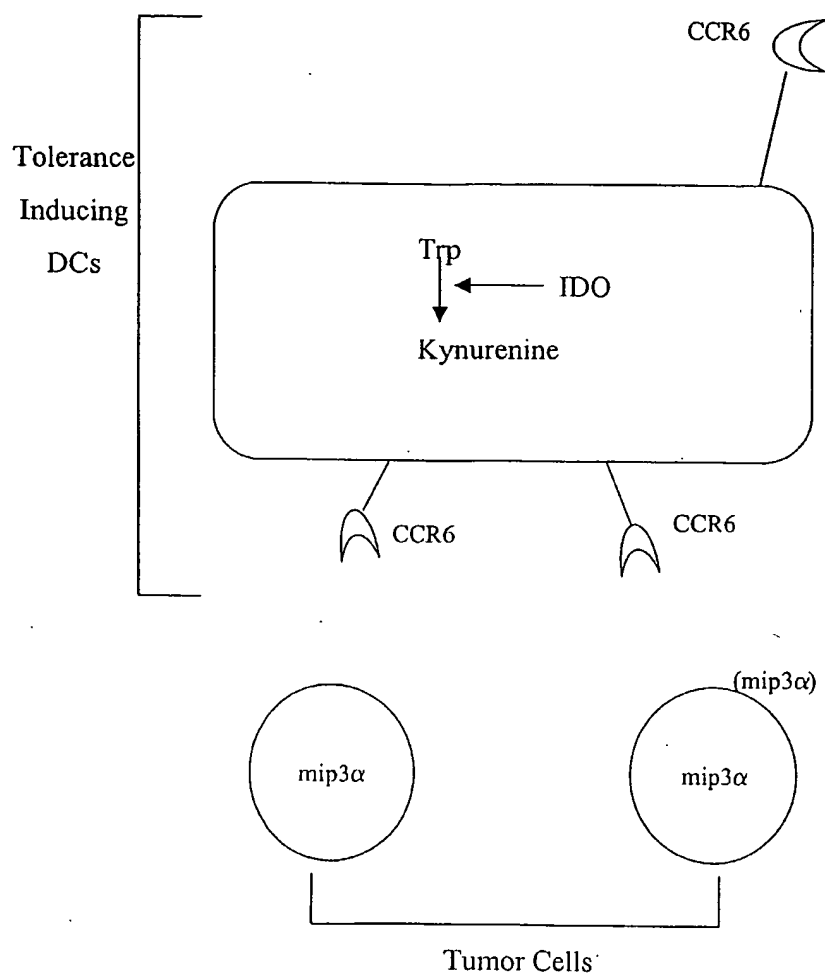 CCR6
Tolerance
Inducing
DCs
Trp
IDO
Kynurenine
CCR6
CCR6
(mip3α)
mip3α
mip3α
Tumor Cells